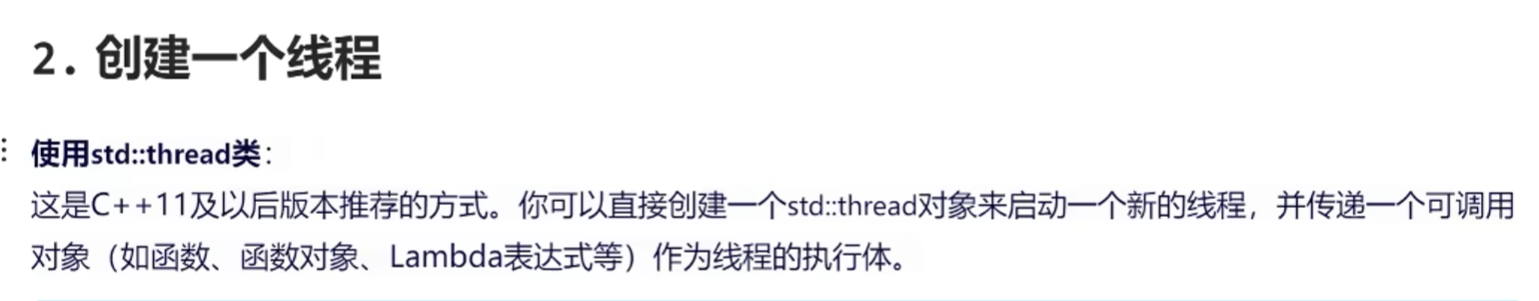 2. 创建一个线程
使用std::thread类：
这是C++11及以后版本推荐的方式。你可以直接创建一个std::thread对象来启动一个新的线程，并传递一个可调用
对象（如函数、函数对象、Lambda表达式等）作为线程的执行体。